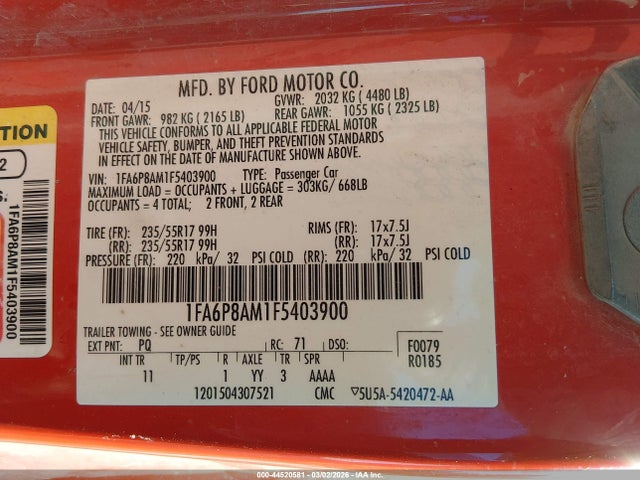 MFD. BY FORD MOTOR CO.
DATE: 04/15 GVWR: 2032 KG ( 4480 LB)
FRONT GAWR: 982 KG ( 2165 LB) REAR GAWR: 1055 KG ( 2325 LB)
THIS VEHICLE CONFORMS TO ALL APPLICABLE FEDERAL MOTOR
VEHICLE SAFETY, BUMPER, AND THEFT PREVENTION STANDARDS
IN EFFECT ON THE DATE OF MANUFACTURE SHOWN ABOVE.
VIN: 1FA6P8AM1F5403900 TYPE: Passenger Car
MAXIMUM LOAD = OCCUPANTS + LUGGAGE = 303KG/ 668LB
OCCUPANTS = 4 TOTAL; 2 FRONT, 2 REAR
TIRE (FR): 235/55R17 99H RIMS (FR): 17x7.5J
(RR): 235/55R17 99H (RR): 17x7.5J
PRESSURE (FR): 220 kPa/ 32 PSI COLD (RR): 220 kPa/ 32 PSI COLD
1FA6P8AM1F5403900
TRAILER TOWING - SEE OWNER GUIDE
EXT PNT: PQ RC: 71 DSO: F0079
R0185
INT TR TP/PS R AXLE TR SPR
11 1 YY 3 AAAA
1201504307521 CMC ▽5U5A-5420472-AA
TION
2
S.
1FA6P8AM1F5403900
000-44520581 - 03/02/2026 - IAA Inc.